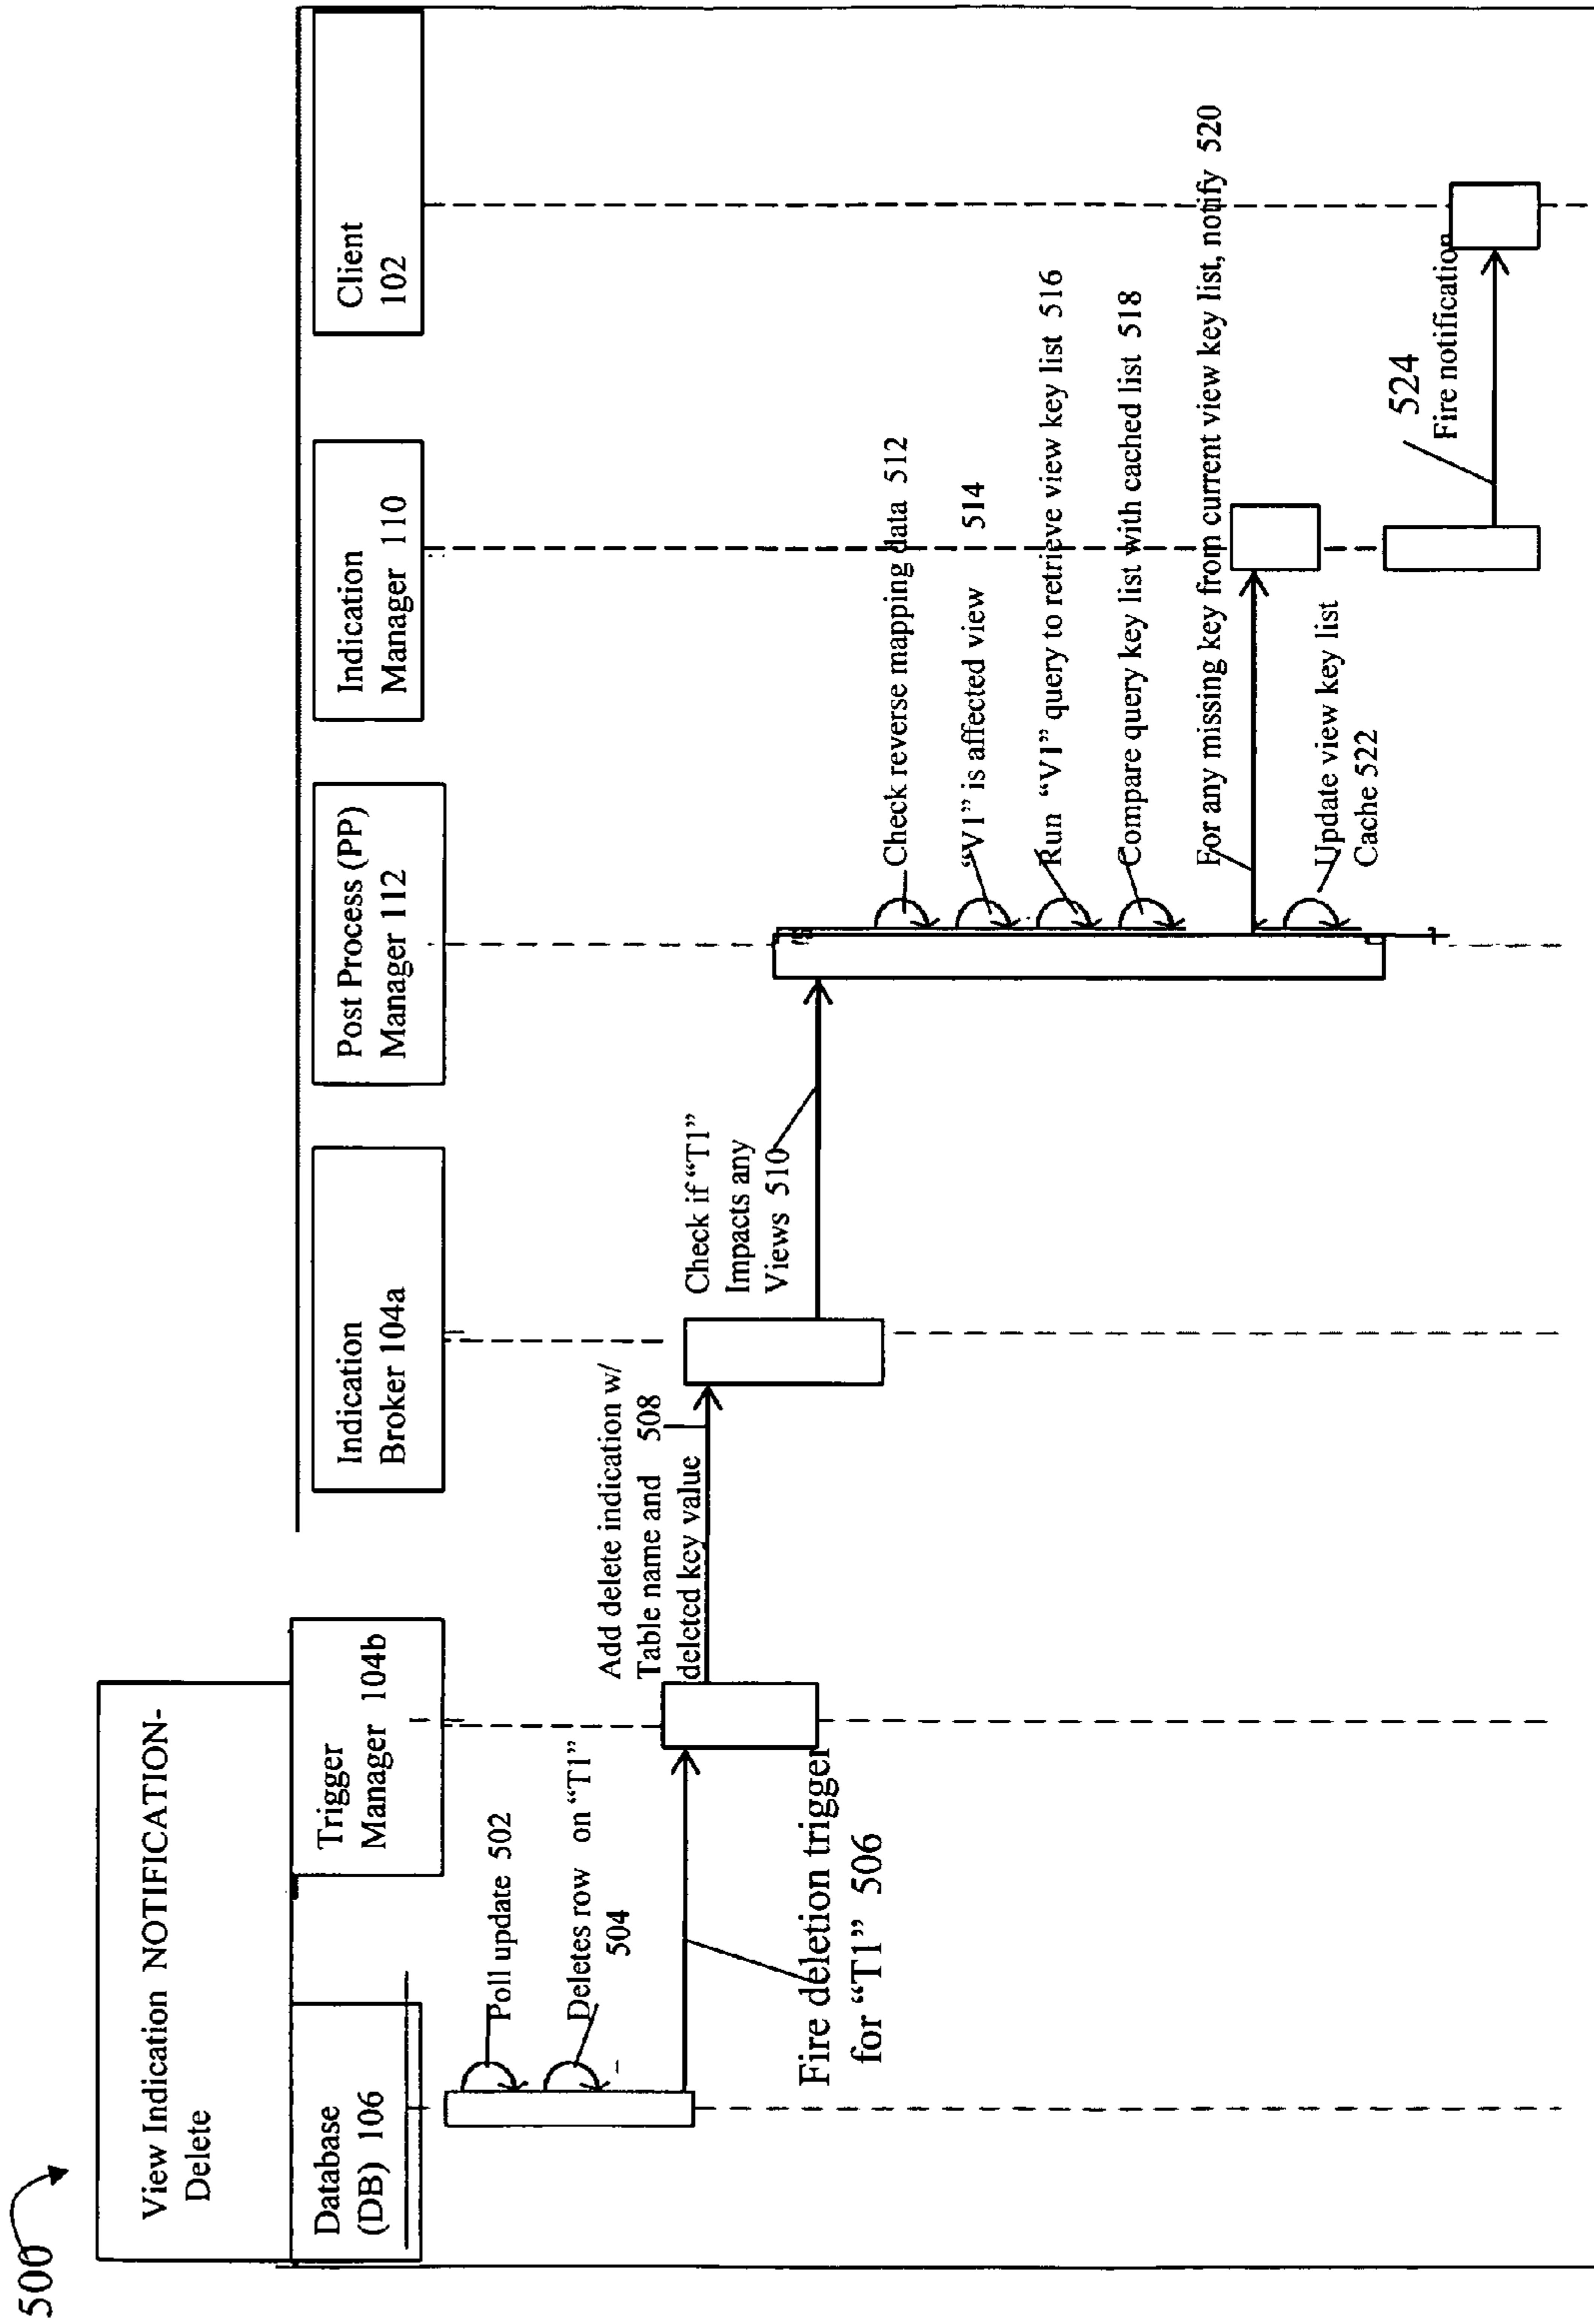 500
View Indication NOTIFICATION-
Delete
Database
(DB) 106
Trigger
Manager 104b
Indication
Broker 104a
Post Process (PP)
Manager 112
Indication
Manager 110
Client
102
Poll update 502
Deletes row on “T1”
504
Fire deletion trigger
for “T1” 506
Add delete indication w/
Table name and 508
deleted key value
Check if “T1”
Impacts any
Views 510
Check reverse mapping data 512
“V1” is affected view 514
Run “V1” query to retrieve view key list 516
Compare query key list with cached list 518
For any missing key from current view key list, notify 520
Update view key list
Cache 522
524
Fire notification